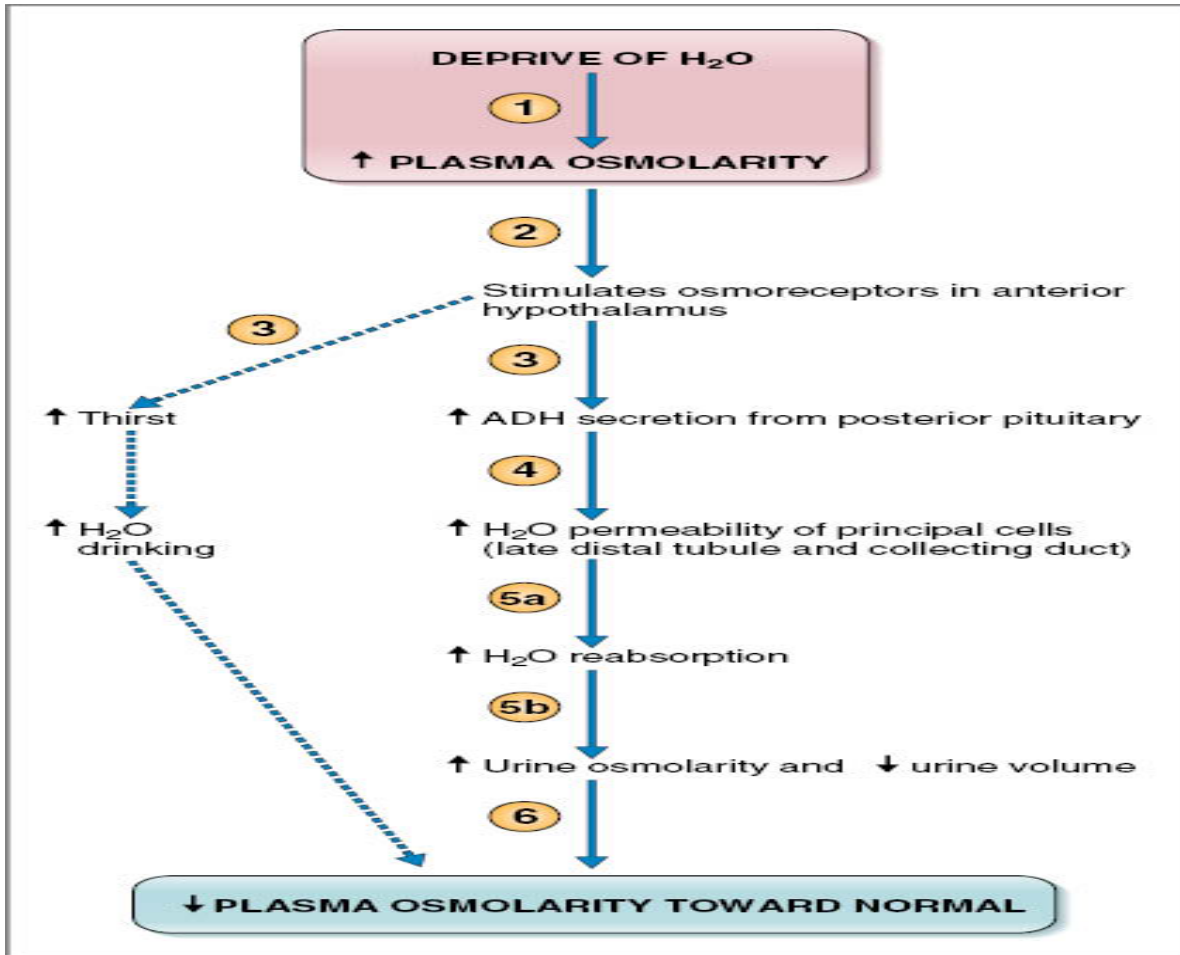 DEPRIVE OF H₂O
1
↑ PLASMA OSMOLARITY
2
Stimulates osmoreceptors in anterior
hypothalamus
3
3
↑ Thirst
↑ ADH secretion from posterior pituitary
4
↑ H₂O
drinking
↑ H₂O permeability of principal cells
(late distal tubule and collecting duct)
5a
↑ H₂O reabsorption
5b
↑ Urine osmolarity and ↓ urine volume
6
↓ PLASMA OSMOLARITY TOWARD NORMAL